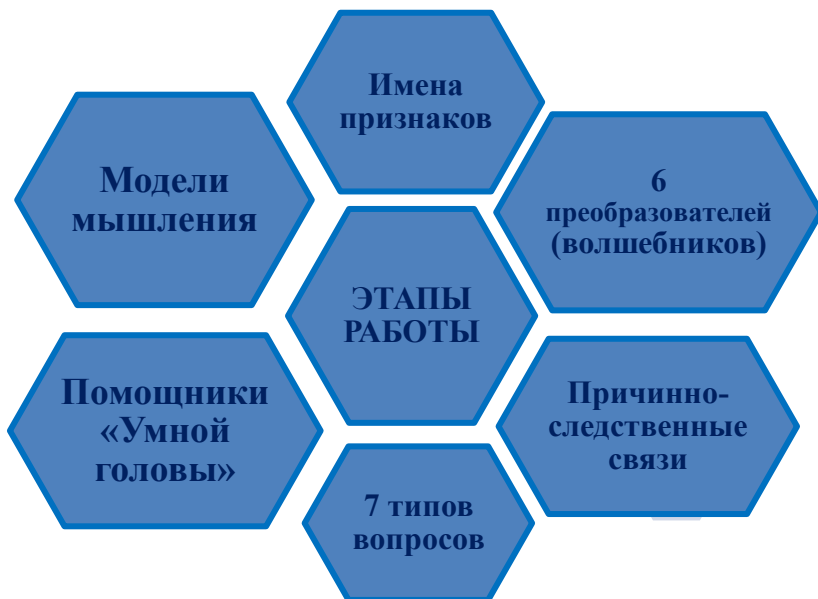 Имена
признаков
Модели
мышления
6
преобразователей
(волшебников)
ЭТАПЫ
РАБОТЫ
Помощники
«Умной
головы»
Причинно-
следственные
связи
7 типов
вопросов